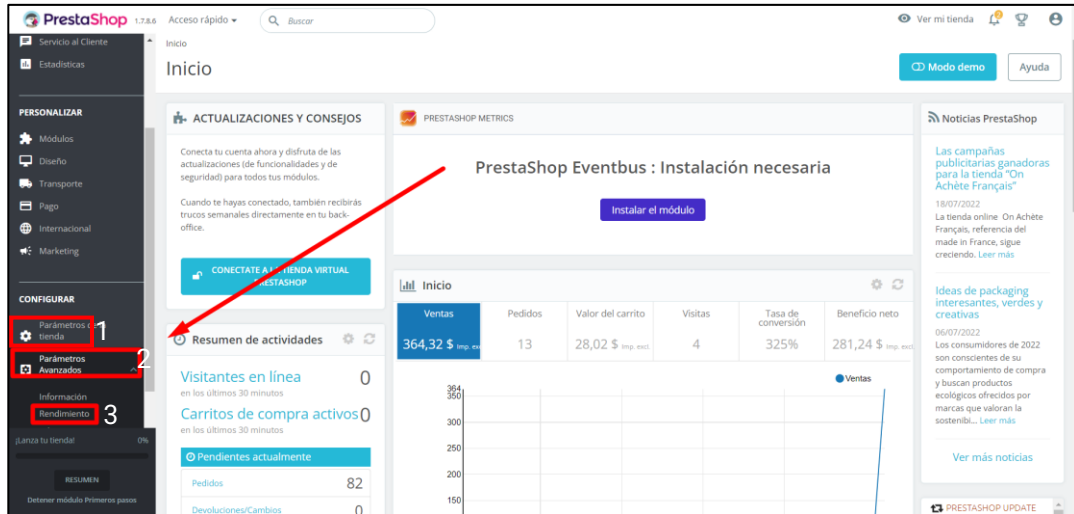 PrestaShop 1.7.8.6 Acceso rápido Buscar Ver mi tienda
Servicio al Cliente
Estadísticas
PERSONALIZAR
Módulos
Diseño
Transporte
Pago
Internacional
Marketing
CONFIGURAR
Parámetros de la
tienda
1
Parámetros
Avanzados
2
Información
Rendimiento
3
¡Lanza tu tienda! 0%
RESUMEN
Detener módulo Primeros pasos
Inicio
Inicio
Modo demo
Ayuda
ACTUALIZACIONES Y CONSEJOS
Conecta tu cuenta ahora y disfruta de las
actualizaciones (de funcionalidades y de
seguridad) para todos tus módulos.
Cuando te hayas conectado, también recibirás
trucos semanales directamente en tu back-
office.
CONECTATE A LA TIENDA VIRTUAL
PRESTASHOP
Resumen de actividades
Visitantes en línea 0
en los últimos 30 minutos
Carritos de compra activos 0
en los últimos 30 minutos
Pendientes actualmente
Pedidos 82
Devoluciones/Cambios 0
PRESTASHOP METRICS
PrestaShop Eventbus : Instalación necesaria
Instalar el módulo
Inicio
Ventas
364,32 $ Imp. exc
Pedidos
13
Valor del carrito
28,02 $ Imp. excl.
Visitas
4
Tasa de
conversión
325%
Beneficio neto
281,24 $ Imp. excl
Ventas
364
350
300
250
200
150
Noticias PrestaShop
Las campañas
publicitarias ganadoras
para la tienda "On
Achète Français"
18/07/2022
La tienda online On Achète
Français, referencia del
made in France, sigue
creciendo. Leer más
Ideas de packaging
interesantes, verdes y
creativas
06/07/2022
Los consumidores de 2022
son conscientes de su
comportamiento de compra
y buscan productos
ecológicos ofrecidos por
marcas que valoran la
sostenibi... Leer más
Ver más noticias
PRESTASHOP UPDATE